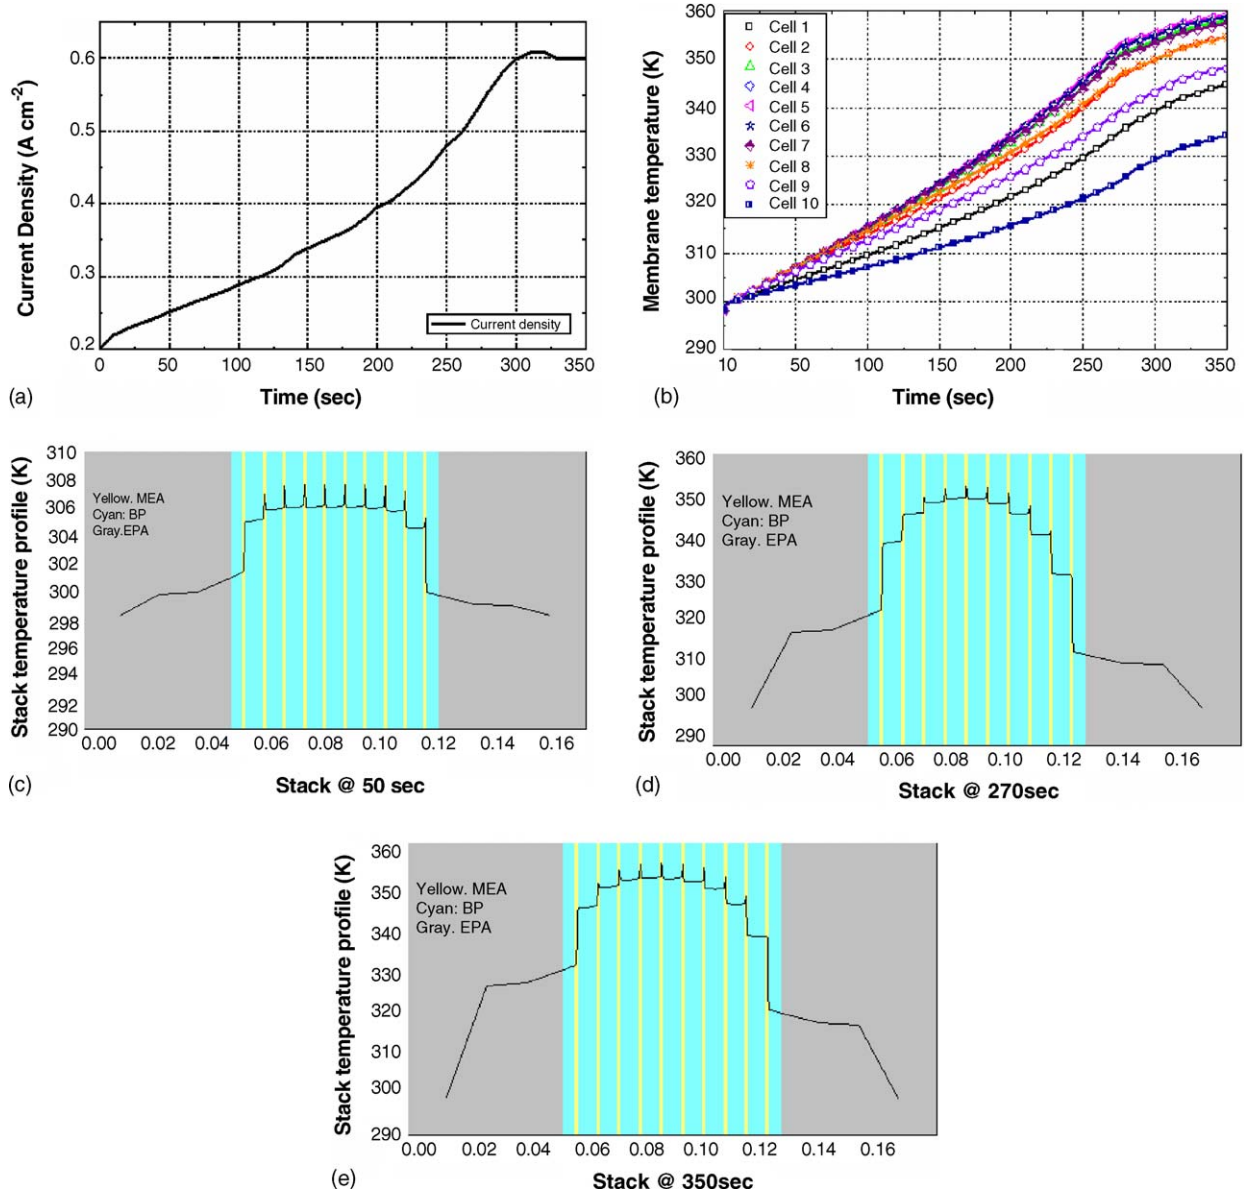 Current Density (A cm⁻²)
0.6
0.5
0.4
0.3
0.2
Current density
0 50 100 150 200 250 300 350
(a) Time (sec)
Membrane temperature (K)
360
350
340
330
320
310
300
290
Cell 1
Cell 2
Cell 3
Cell 4
Cell 5
Cell 6
Cell 7
Cell 8
Cell 9
Cell 10
10 50 100 150 200 250 300 350
(b) Time (sec)
Stack temperature profile (K)
310
308
306
304
302
300
298
296
294
292
290
Yellow. MEA
Cyan: BP
Gray.EPA
0.00 0.02 0.04 0.06 0.08 0.10 0.12 0.14 0.16
(c) Stack @ 50 sec
Stack temperature profile (K)
360
350
340
330
320
310
300
290
Yellow. MEA
Cyan: BP
Gray. EPA
0.00 0.02 0.04 0.06 0.08 0.10 0.12 0.14 0.16
(d) Stack @ 270sec
Stack temperature profile (K)
360
350
340
330
320
310
300
290
Yellow. MEA
Cyan: BP
Gray. EPA
0.00 0.02 0.04 0.06 0.08 0.10 0.12 0.14 0.16
(e) Stack @ 350sec